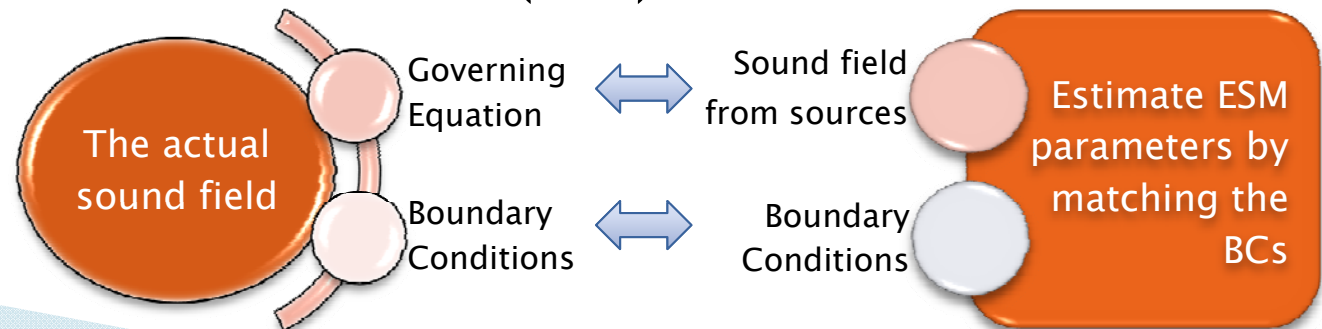 The actual
sound field
Governing
Equation
Boundary
Conditions
Sound field
from sources
Boundary
Conditions
Estimate ESM
parameters by
matching the
BCs